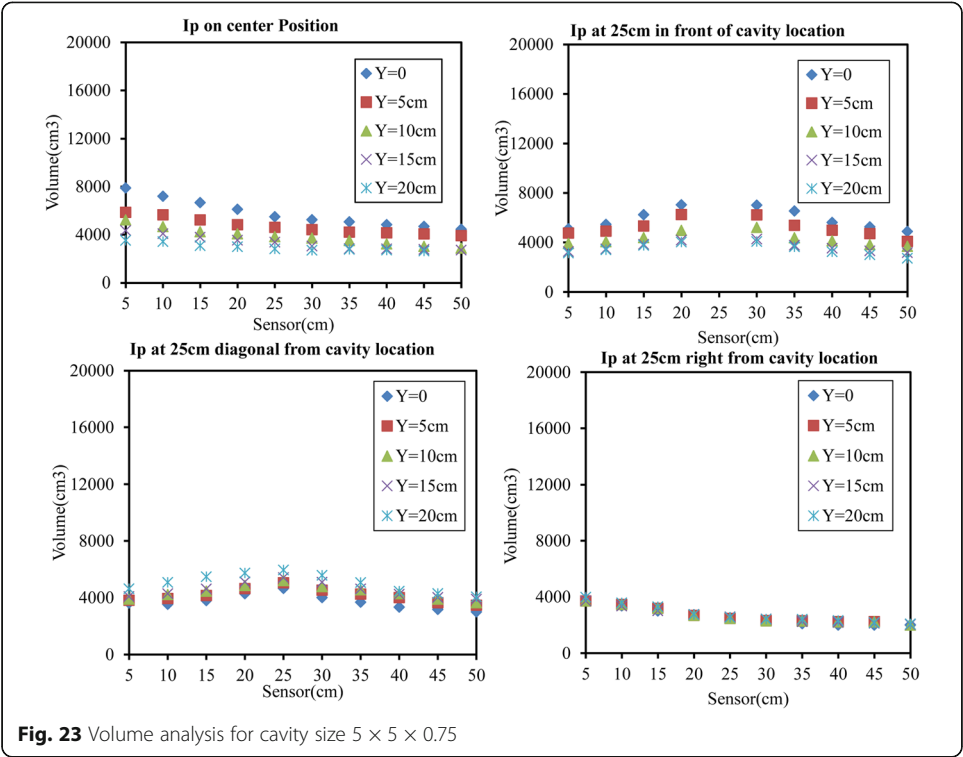 Ip on center Position
20000
16000
12000
8000
4000
0
Volume(cm3)
Y=0
Y=5cm
Y=10cm
Y=15cm
Y=20cm
5 10 15 20 25 30 35 40 45 50
Sensor(cm)
Ip at 25cm in front of cavity location
20000
16000
12000
8000
4000
0
Volume(cm3)
Y=0
Y=5cm
Y=10cm
Y=15cm
Y=20cm
5 10 15 20 25 30 35 40 45 50
Sensor(cm)
Ip at 25cm diagonal from cavity location
20000
16000
12000
8000
4000
0
Volume(cm3)
Y=0
Y=5cm
Y=10cm
Y=15cm
Y=20cm
5 10 15 20 25 30 35 40 45 50
Sensor(cm)
Ip at 25cm right from cavity location
20000
16000
12000
8000
4000
0
Volume(cm3)
Y=0
Y=5cm
Y=10cm
Y=15cm
Y=20cm
5 10 15 20 25 30 35 40 45 50
Sensor(cm)
Fig. 23 Volume analysis for cavity size 5 × 5 × 0.75